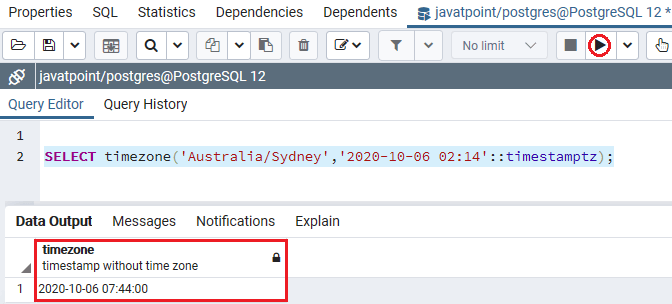 Properties SQL Statistics Dependencies Dependents javatpoint/postgres@PostgreSQL 12 *
No limit
javatpoint/postgres@PostgreSQL 12
Query Editor Query History
1
2 SELECT timezone('Australia/Sydney','2020-10-06 02:14'::timestamptz);
Data Output Messages Notifications Explain
timezone
timestamp without time zone
1 2020-10-06 07:44:00